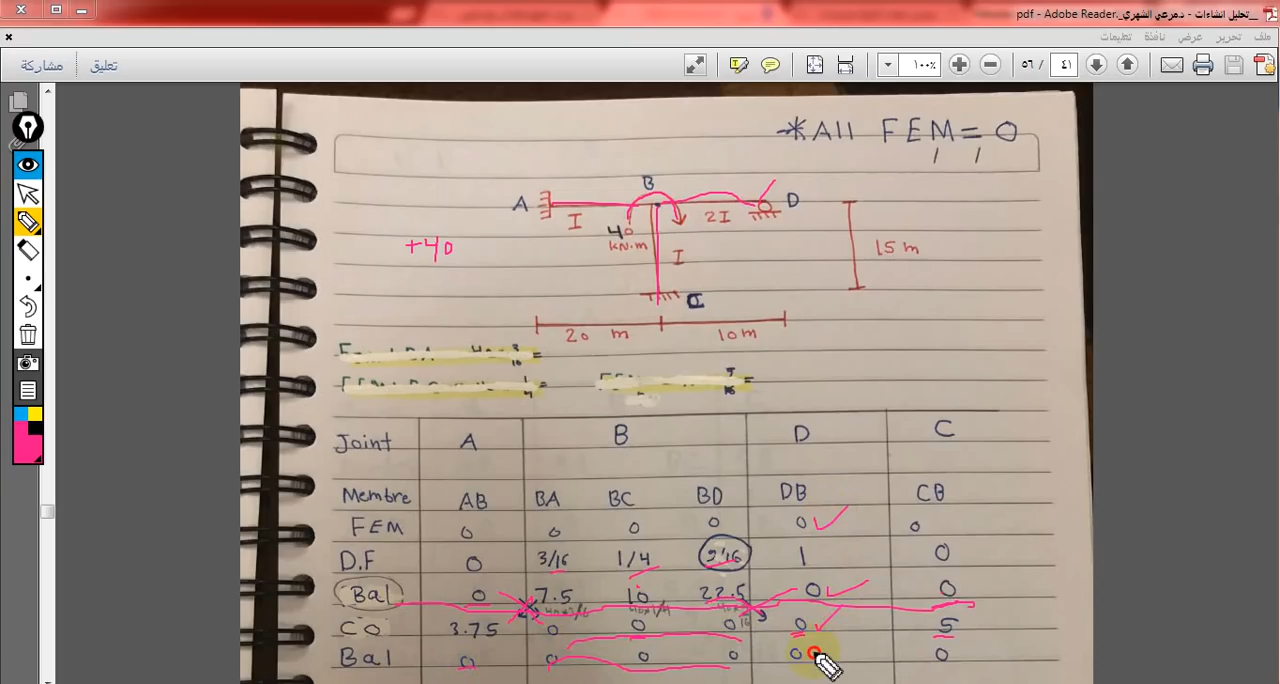 تحليل انشاءات - د.مرعي الشهري_.pdf - Adobe Reader
ملف تحرير عرض نافذة تعليمات
مشاركة تعليق ١٠٠٪ ٥٦ / ٤١
*All FEM = 0
B
A D
I 2I
40
kN.m
+40
I
15 m
20 m 10 m
Joint A B D C
Membre AB BA BC BD DB CB
FEM 0 0 0 0 0 0
D.F 0 3/16 1/4 9/16 1 0
Bal 0 7.5 10 22.5 0 0
CO 3.75 0 0 0 0 5
Bal 0 0 0 0 0 0